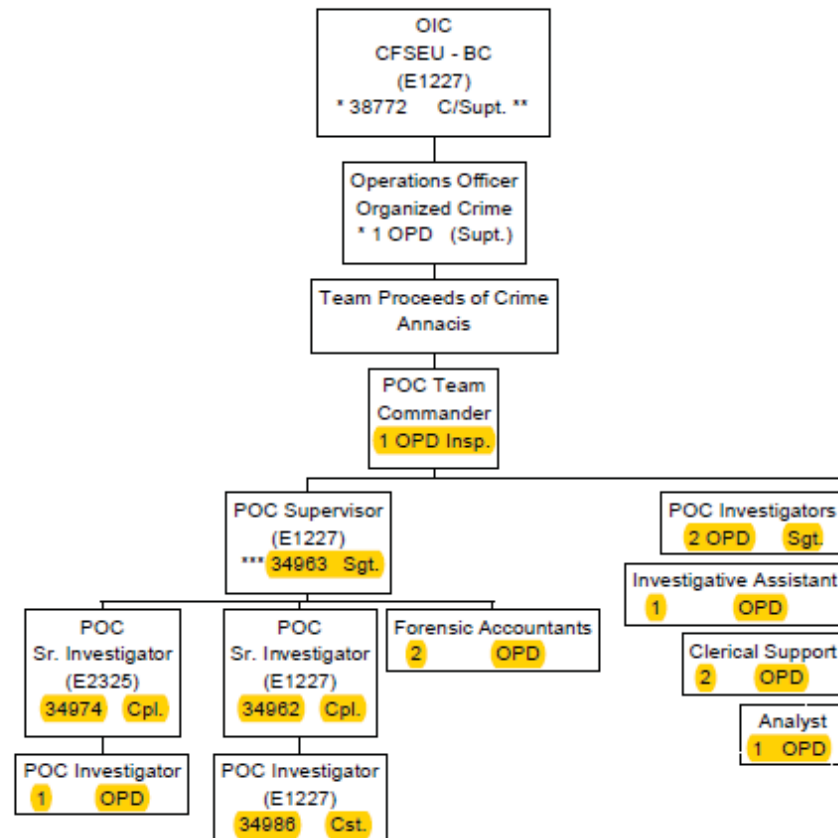 OIC
CFSEU - BC
(E1227)
* 38772 C/Supt. **
Operations Officer
Organized Crime
* 1 OPD (Supt.)
Team Proceeds of Crime
Annacis
POC Team
Commander
1 OPD Insp.
POC Supervisor
(E1227)
*** 34963 Sgt.
POC Investigators
2 OPD Sgt.
Investigative Assistant
1 OPD
Clerical Support
2 OPD
Analyst
1 OPD
POC
Sr. Investigator
(E2325)
34974 Cpl.
POC
Sr. Investigator
(E1227)
34962 Cpl.
Forensic Accountants
2 OPD
POC Investigator
1 OPD
POC Investigator
(E1227)
34986 Cst.